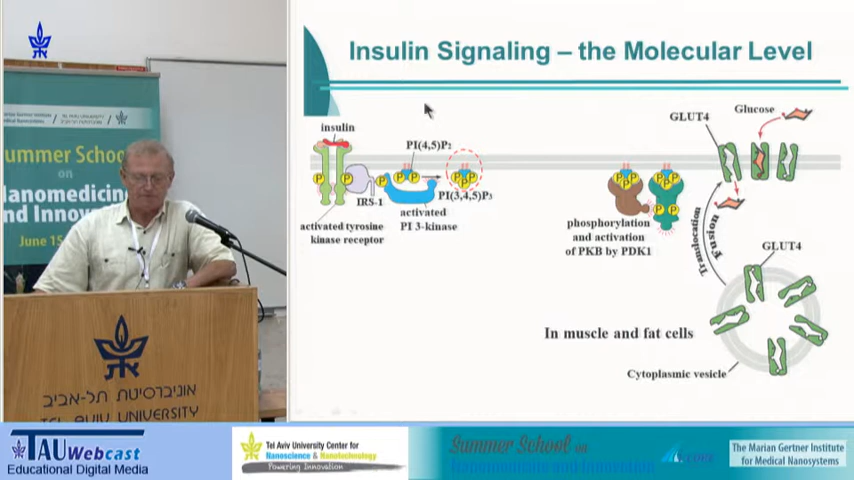 Insulin Signaling – the Molecular Level
insulin
PI(4,5)P2
P
P
P
P
P
P
P
P
IRS-1
PI(3,4,5)P3
activated tyrosine
kinase receptor
activated
PI 3-kinase
P
P
P
P
P
P
P
P
phosphorylation
and activation
of PKB by PDK1
GLUT4
Glucose
Translocation
Fusion
GLUT4
In muscle and fat cells
Cytoplasmic vesicle
Summer School
on
Nanomedicine
and Innov
June 15
אוניברסיטת תל-אביב
TEL AVIV UNIVERSITY
TAU Webcast
Educational Digital Media
Tel Aviv University Center for
Nanoscience & Nanotechnology
Powering Innovation
Summer School on
Nanomedicine and Innovation
The Marian Gertner Institute
for Medical Nanosystems